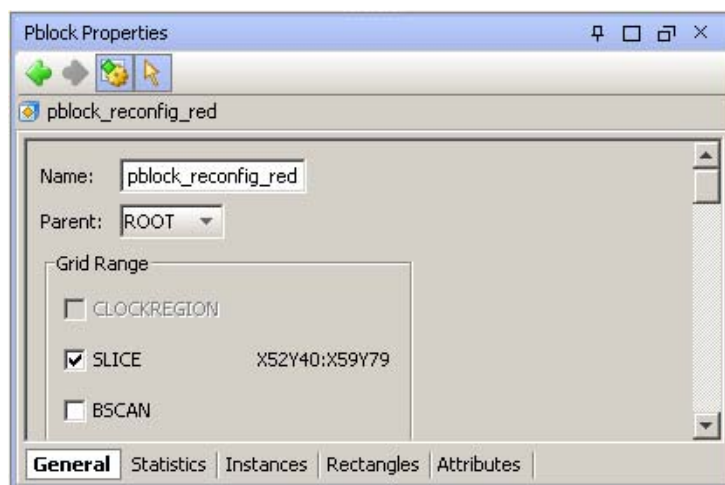 Pblock Properties
pblock_reconfig_red
Name: pblock_reconfig_red
Parent: ROOT
Grid Range
CLOCKREGION
SLICE X52Y40:X59Y79
BSCAN
General Statistics Instances Rectangles Attributes